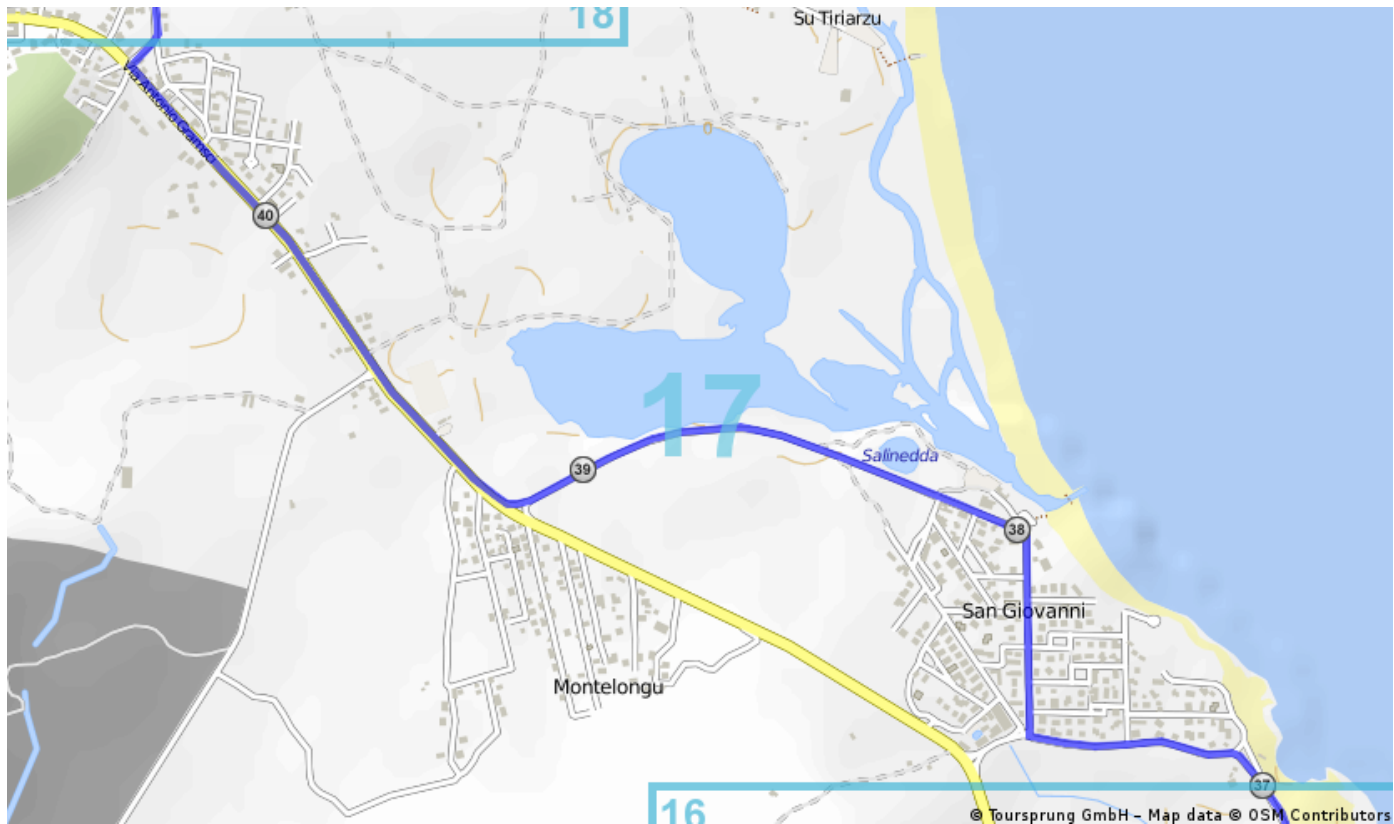 18
Su Tiriarzu
Via Antonio Gramsci
40
17
Salinedda
39
38
San Giovanni
Montelongu
37
16
© Toursprung GmbH – Map data © OSM Contributors